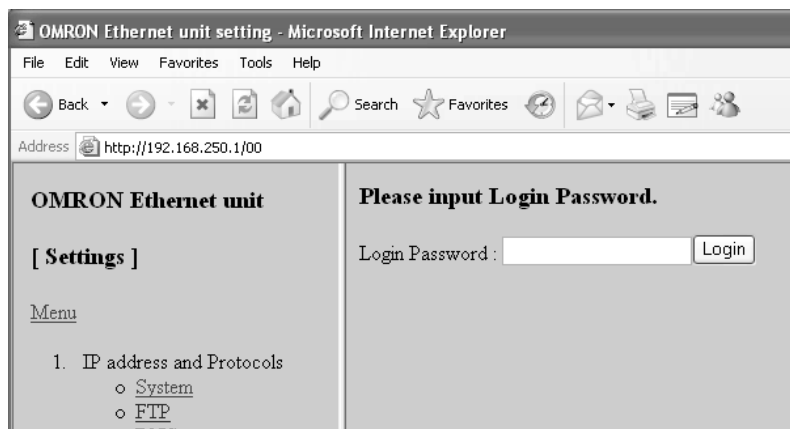 OMRON Ethernet unit setting - Microsoft Internet Explorer
File Edit View Favorites Tools Help
Back Search Favorites
Address http://192.168.250.1/00
OMRON Ethernet unit
[ Settings ]
Menu
1. IP address and Protocols
o System
o FTP
Please input Login Password.
Login Password : Login